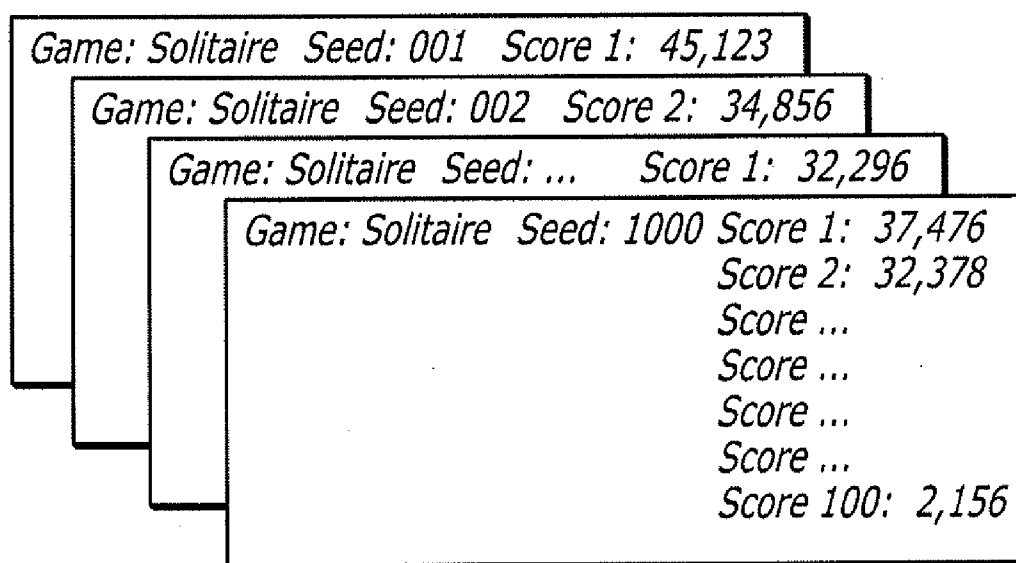 Game: Solitaire Seed: 001 Score 1: 45,123
Game: Solitaire Seed: 002 Score 2: 34,856
Game: Solitaire Seed: ... Score 1: 32,296
Game: Solitaire Seed: 1000 Score 1: 37,476
Score 2: 32,378
Score ...
Score ...
Score ...
Score ...
Score 100: 2,156